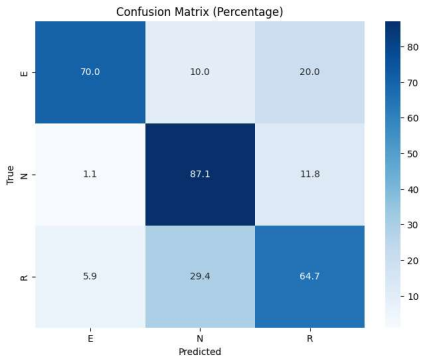 Confusion Matrix (Percentage)
E 70.0 10.0 20.0
N 1.1 87.1 11.8
R 5.9 29.4 64.7
E N R
True
Predicted
80
70
60
50
40
30
20
10